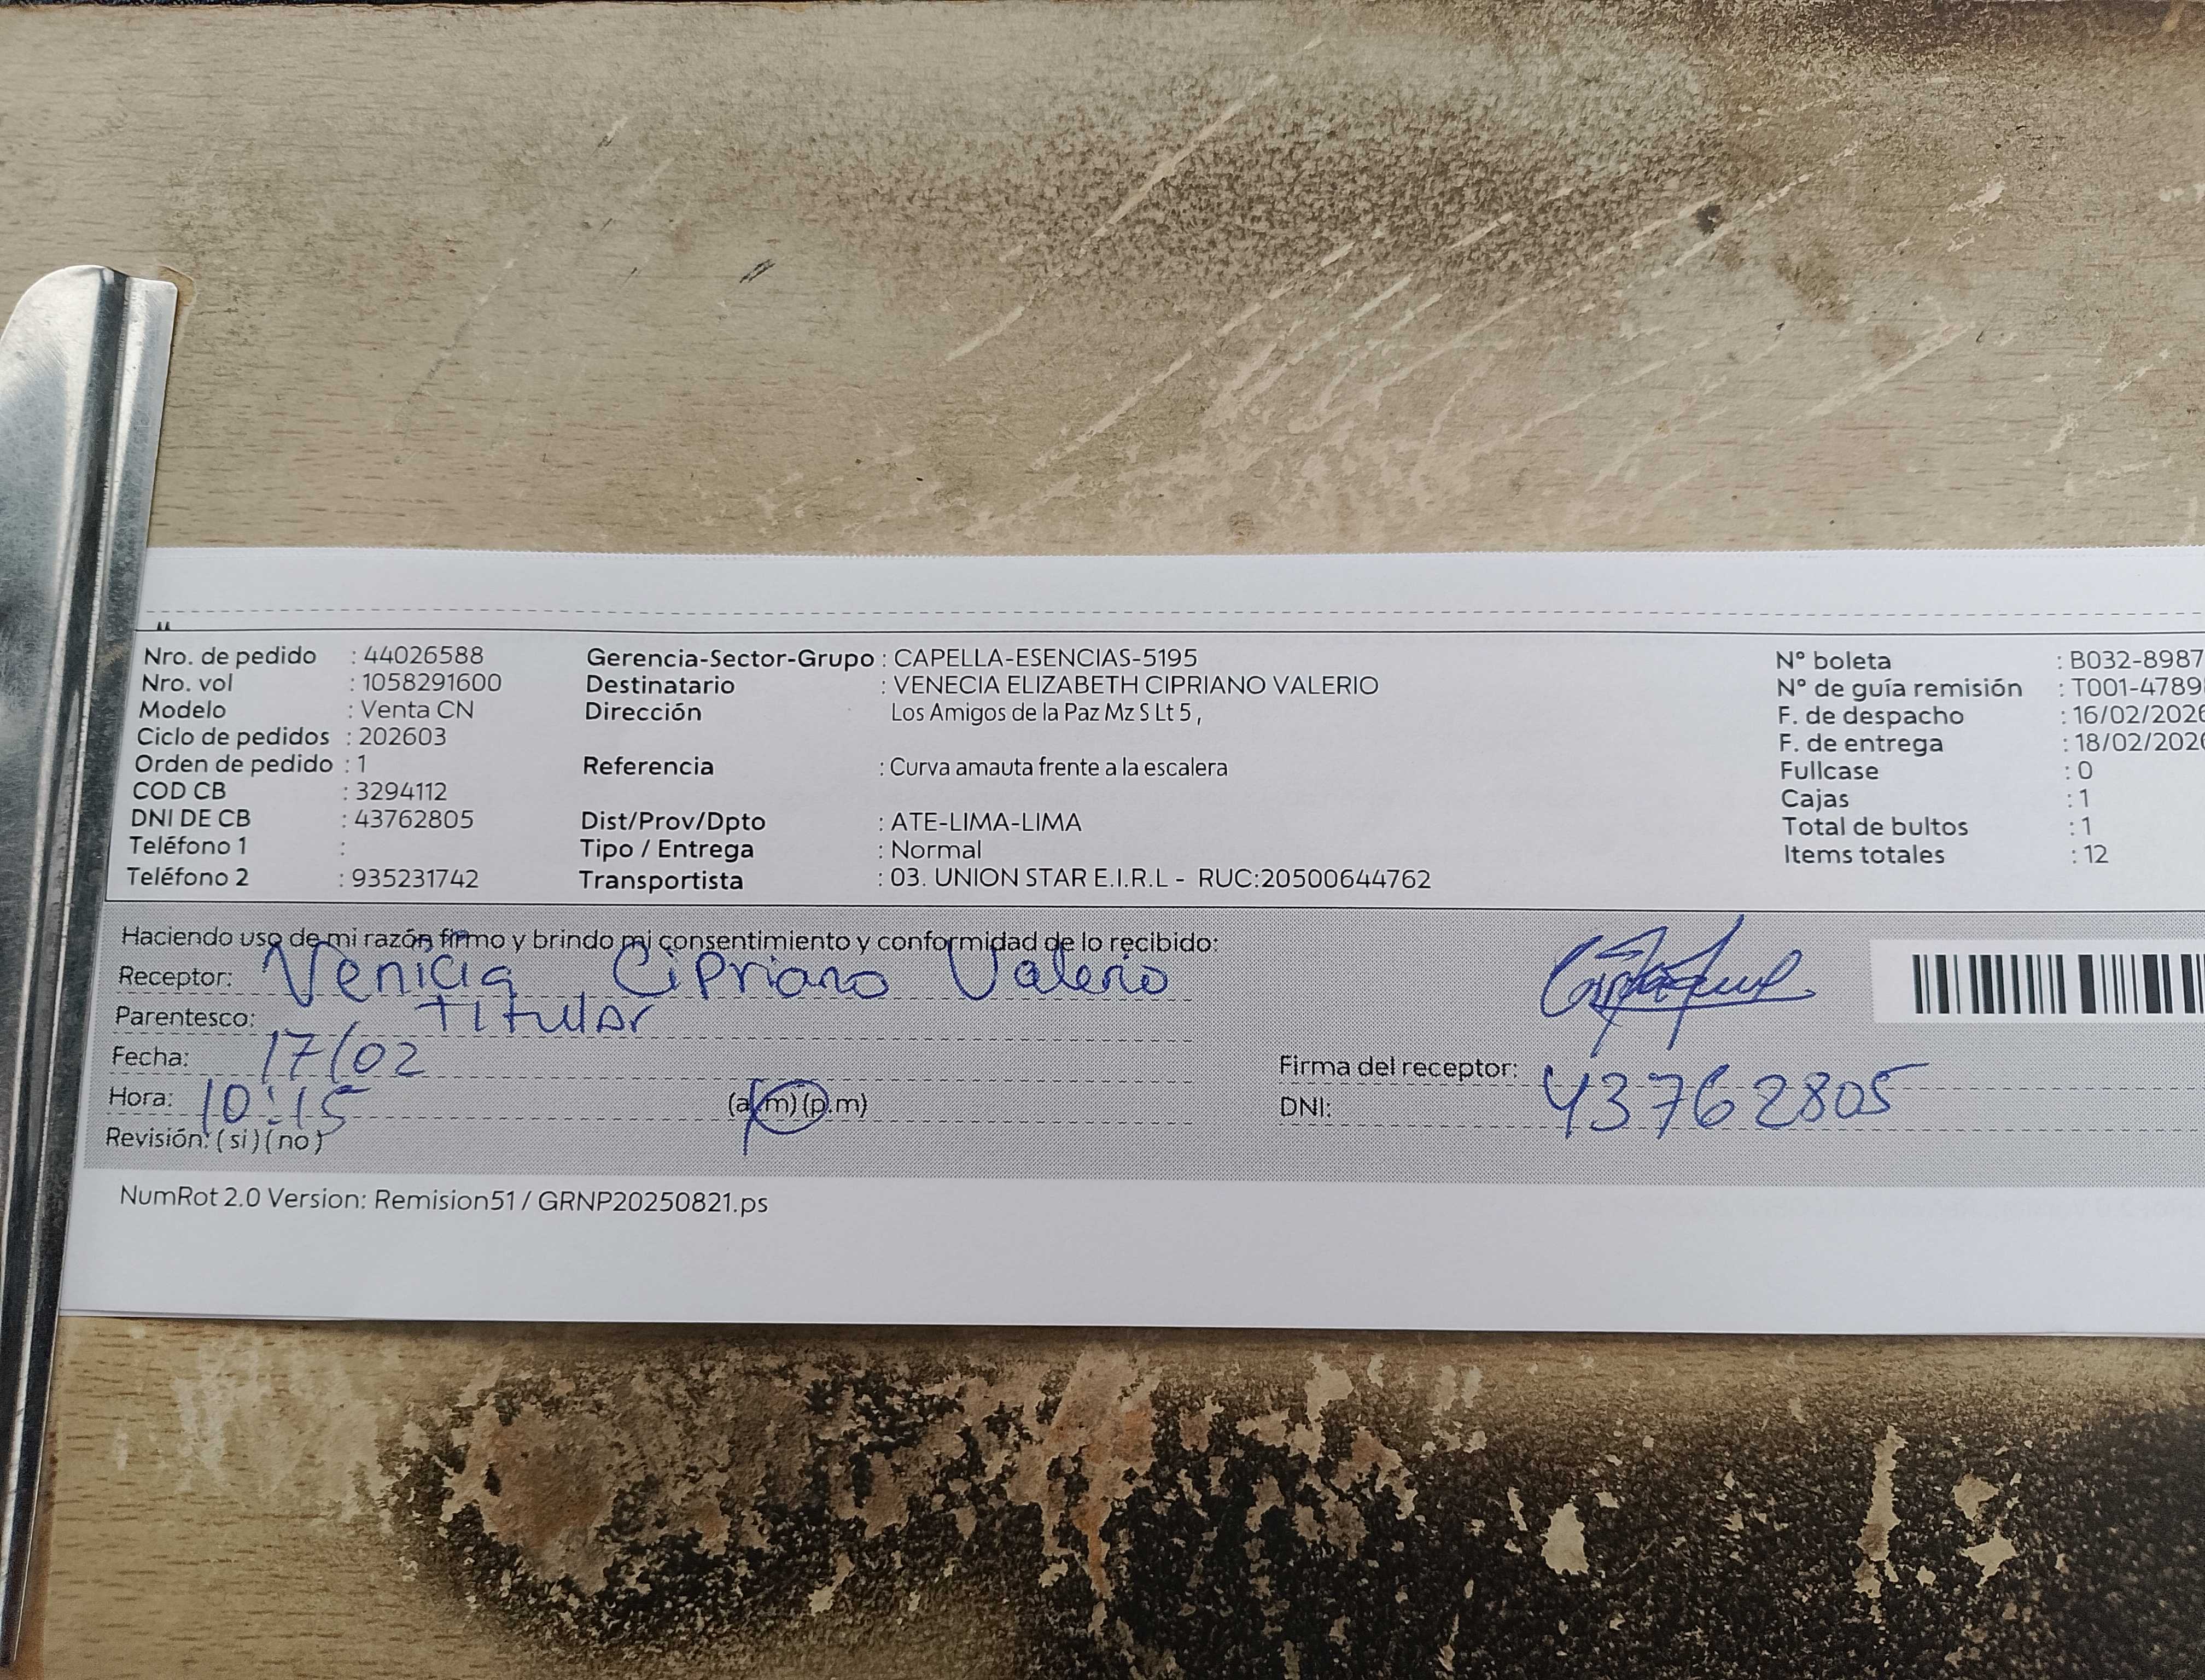 Nro. de pedido : 44026588 Gerencia-Sector-Grupo : CAPELLA-ESENCIAS-5195 N° boleta : B032-8987
Nro. vol : 1058291600 Destinatario : VENECIA ELIZABETH CIPRIANO VALERIO N° de guía remisión : T001-4789
Modelo : Venta CN Dirección Los Amigos de la Paz Mz S Lt 5 , F. de despacho : 16/02/2026
Ciclo de pedidos : 202603 F. de entrega : 18/02/2026
Orden de pedido : 1 Referencia : Curva amauta frente a la escalera Fullcase : 0
COD CB : 3294112 Cajas : 1
DNI DE CB : 43762805 Dist/Prov/Dpto : ATE-LIMA-LIMA Total de bultos : 1
Teléfono 1 : Tipo / Entrega : Normal Items totales : 12
Teléfono 2 : 935231742 Transportista : 03. UNION STAR E.I.R.L - RUC:20500644762
Haciendo uso de mi razón firmo y brindo mi consentimiento y conformidad de lo recibido:
Receptor: Venicia Cipriano Valerio
Parentesco: Titular
Fecha: 17/02 Firma del receptor:
Hora: 10:15 (a.m) (p.m) DNI: 43762805
Revisión: ( si ) ( no )
NumRot 2.0 Version: Remision51 / GRNP20250821.ps